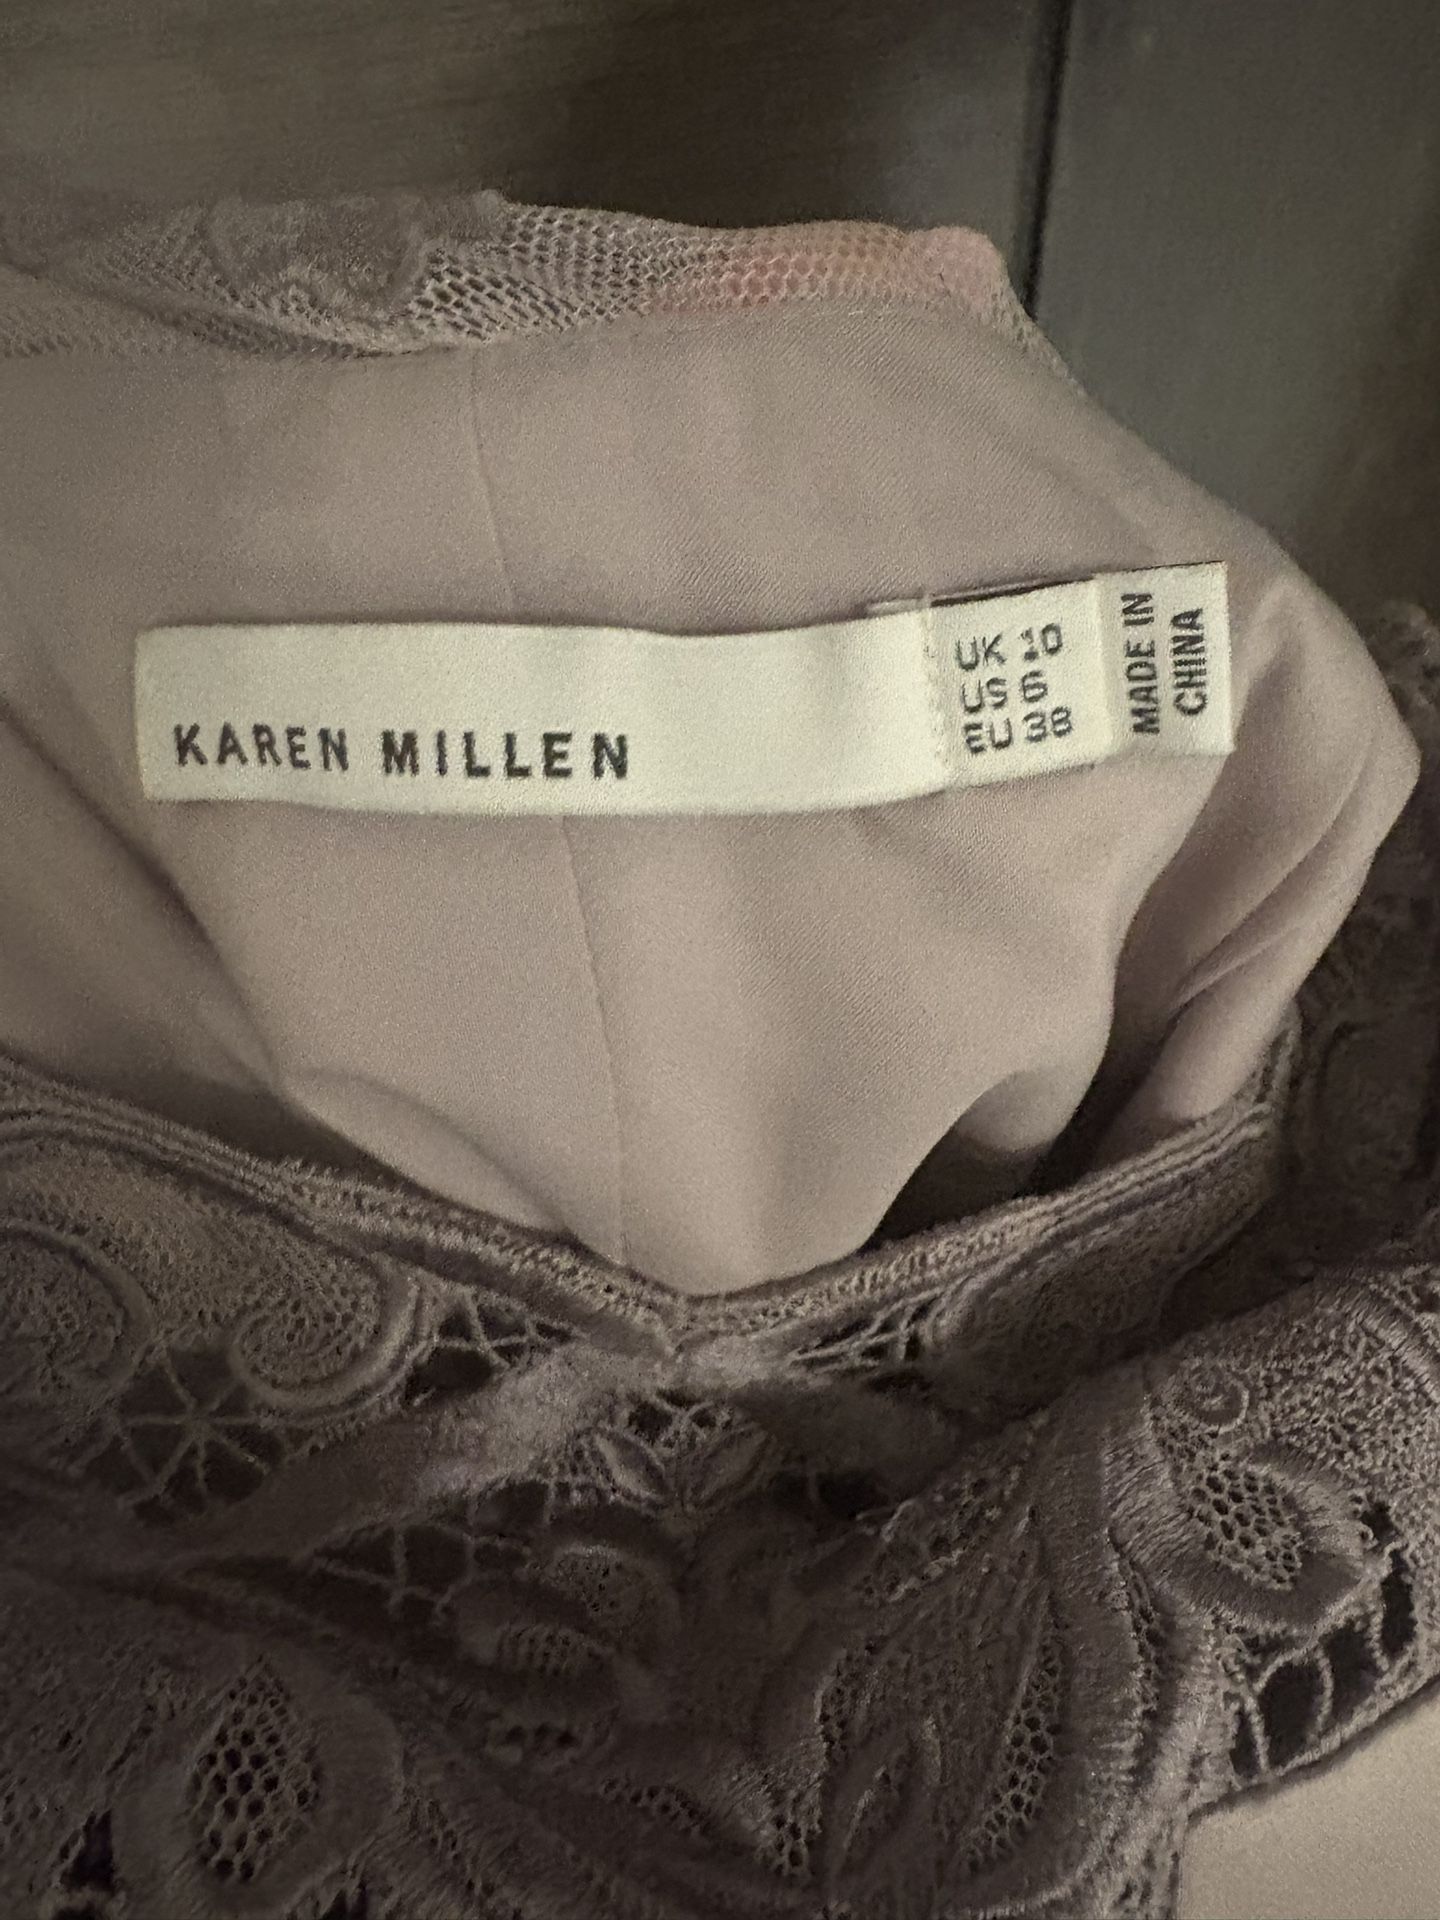 KAREN MILLEN
UK 10
US 6
EU 38
MADE IN
CHINA